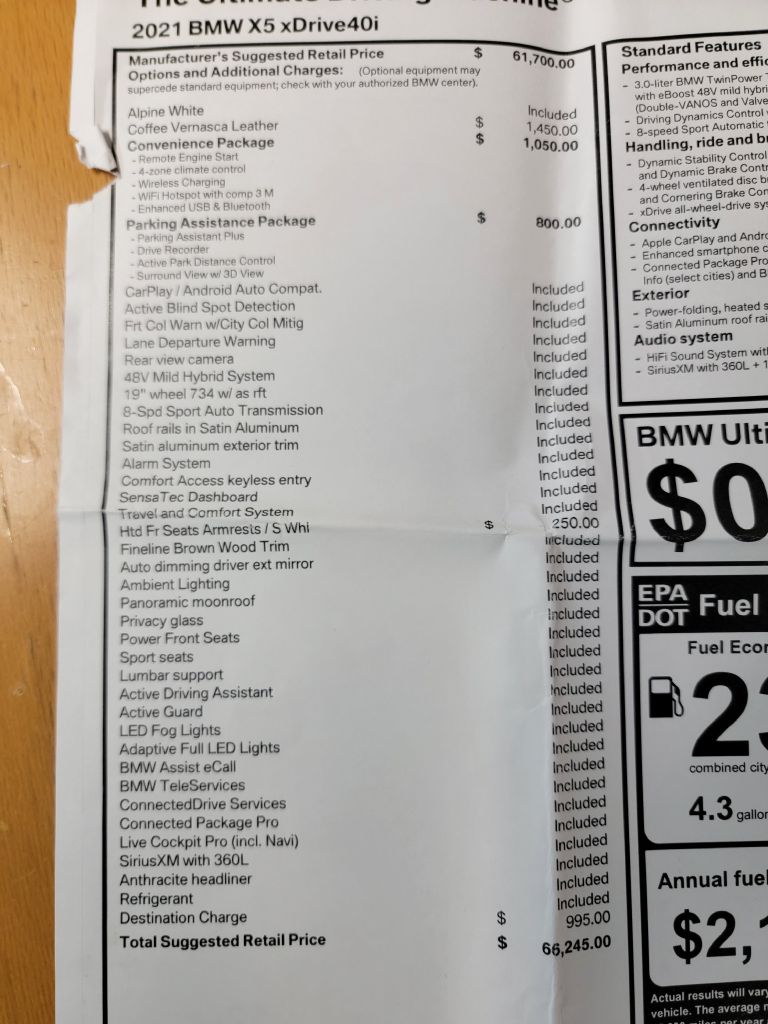 The Ultimate
2021 BMW X5 xDrive40i
Manufacturer's Suggested Retail Price $ 61,700.00
Options and Additional Charges: (Optional equipment may
supercede standard equipment; check with your authorized BMW center).
Alpine White Included
Coffee Vernasca Leather $ 1,450.00
Convenience Package $ 1,050.00
- Remote Engine Start
- 4-zone climate control
- Wireless Charging
- WiFi Hotspot with comp 3 M
- Enhanced USB & Bluetooth
Parking Assistance Package $ 800.00
- Parking Assistant Plus
- Drive Recorder
- Active Park Distance Control
- Surround View w/ 3D View
CarPlay / Android Auto Compat. Included
Active Blind Spot Detection Included
Frt Col Warn w/City Col Mitig Included
Lane Departure Warning Included
Rear view camera Included
48V Mild Hybrid System Included
19" wheel 734 w/ as rft Included
8-Spd Sport Auto Transmission Included
Roof rails in Satin Aluminum Included
Satin aluminum exterior trim Included
Alarm System Included
Comfort Access keyless entry Included
SensaTec Dashboard Included
Travel and Comfort System Included
Htd Fr Seats Armrests / S Whl $ 250.00
Fineline Brown Wood Trim Included
Auto dimming driver ext mirror Included
Ambient Lighting Included
Panoramic moonroof Included
Privacy glass Included
Power Front Seats Included
Sport seats Included
Lumbar support Included
Active Driving Assistant Included
Active Guard Included
LED Fog Lights Included
Adaptive Full LED Lights Included
BMW Assist eCall Included
BMW TeleServices Included
ConnectedDrive Services Included
Connected Package Pro Included
Live Cockpit Pro (incl. Navi) Included
SiriusXM with 360L Included
Anthracite headliner Included
Refrigerant Included
Destination Charge $ 995.00
Total Suggested Retail Price $ 66,245.00
Standard Features
Performance and
- 3.0-liter BMW TwinPower
with eBoost 48V mild
(Double-VANOS and
- Driving Dynamics Control
- 8-speed Sport Automatic
Handling, ride and
- Dynamic Stability Control
and Dynamic Brake
- 4-wheel ventilated disc
and Cornering Brake
- xDrive all-wheel-drive
Connectivity
- Apple CarPlay and
- Enhanced smartphone
- Connected Package
Info (select cities) and
Exterior
- Power-folding, heated
- Satin Aluminum roof
Audio system
- HiFi Sound System
- SiriusXM with 360L +
BMW
$0
EPA
DOT Fuel
Fuel
combined
4.3
Annual
$2,
Actual results will vary
vehicle. The average
miles per year